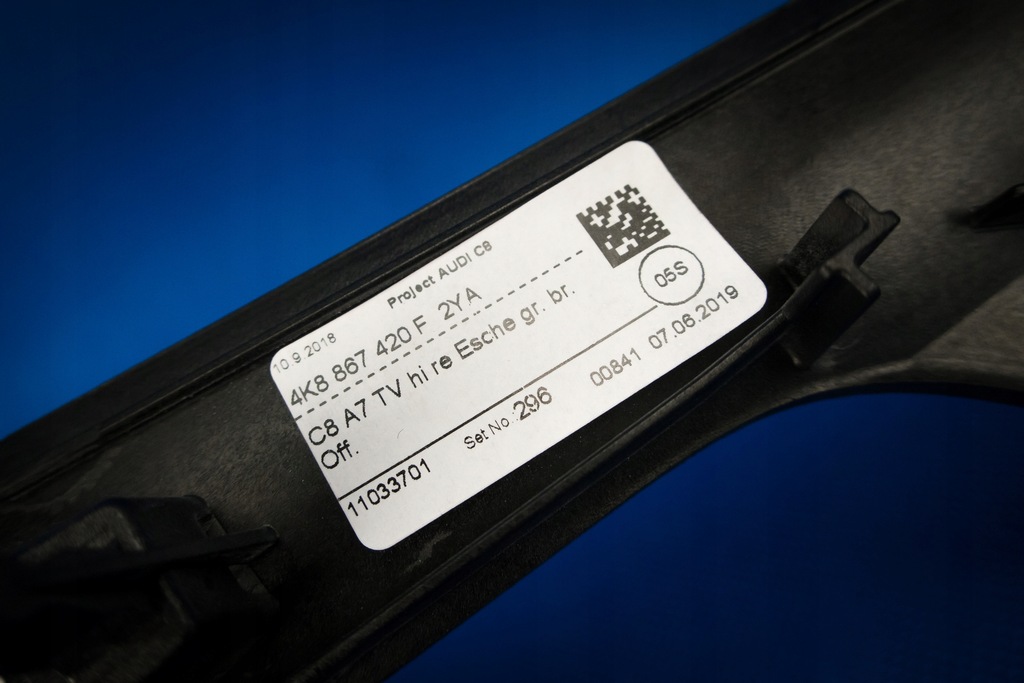 Project AUDI C8
10.9.2018
4K8 867 420 F 2YA
C8 A7 TV hi re Esche gr. br.
Off.
05S
11033701 Set No.: 296 00841 07.06.2019